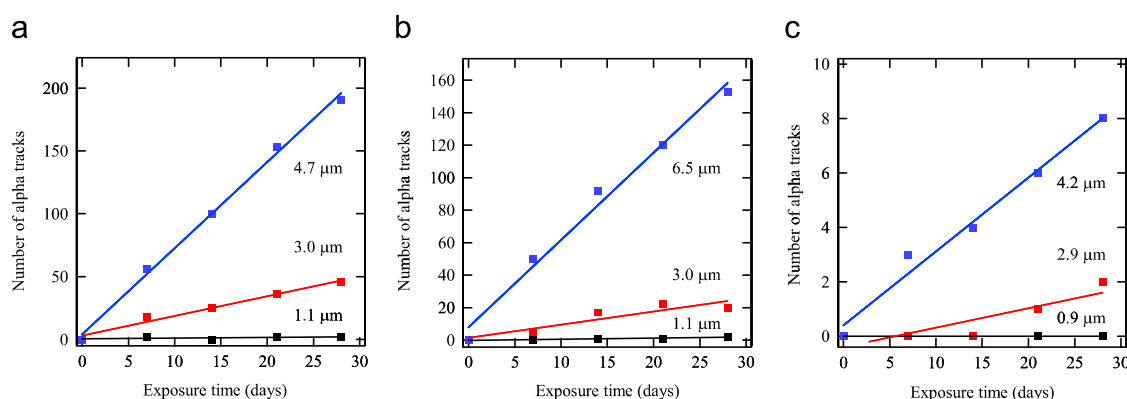 a
Number of alpha tracks
200
150
100
50
0
4.7 µm
3.0 µm
1.1 µm
0 5 10 15 20 25 30
Exposure time (days)
b
Number of alpha tracks
160
140
120
100
80
60
40
20
0
6.5 µm
3.0 µm
1.1 µm
0 5 10 15 20 25 30
Exposure time (days)
c
Number of alpha tracks
10
8
6
4
2
0
4.2 µm
2.9 µm
0.9 µm
0 5 10 15 20 25 30
Exposure time (days)